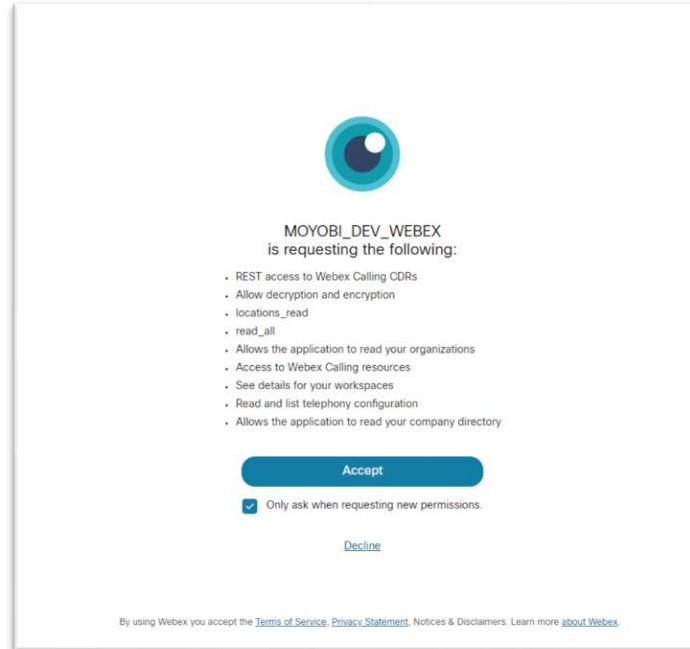 MOYOBI_DEV_WEBEX
is requesting the following:
• REST access to Webex Calling CDRs
• Allow decryption and encryption
• locations_read
• read_all
• Allows the application to read your organizations
• Access to Webex Calling resources
• See details for your workspaces
• Read and list telephony configuration
• Allows the application to read your company directory
Accept
Only ask when requesting new permissions.
Decline
By using Webex you accept the Terms of Service, Privacy Statement, Notices & Disclaimers. Learn more about Webex.